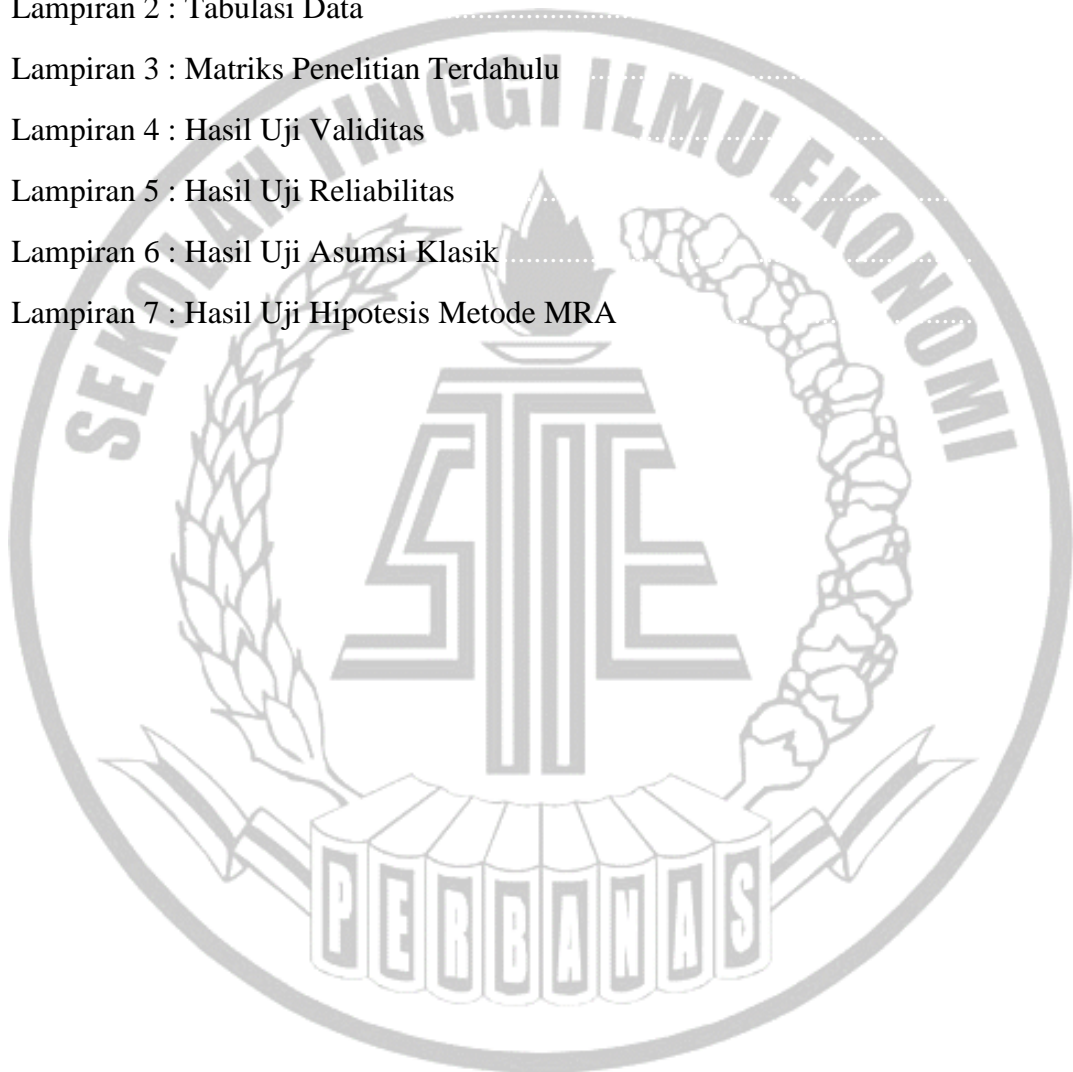 Lampiran 2 : Tabulasi Data
Lampiran 3 : Matriks Penelitian Terdahulu
Lampiran 4 : Hasil Uji Validitas
Lampiran 5 : Hasil Uji Reliabilitas
Lampiran 6 : Hasil Uji Asumsi Klasik
Lampiran 7 : Hasil Uji Hipotesis Metode MRA
SEKOLAH TINGGI ILMU EKONOMI
STIE
PERBANAS